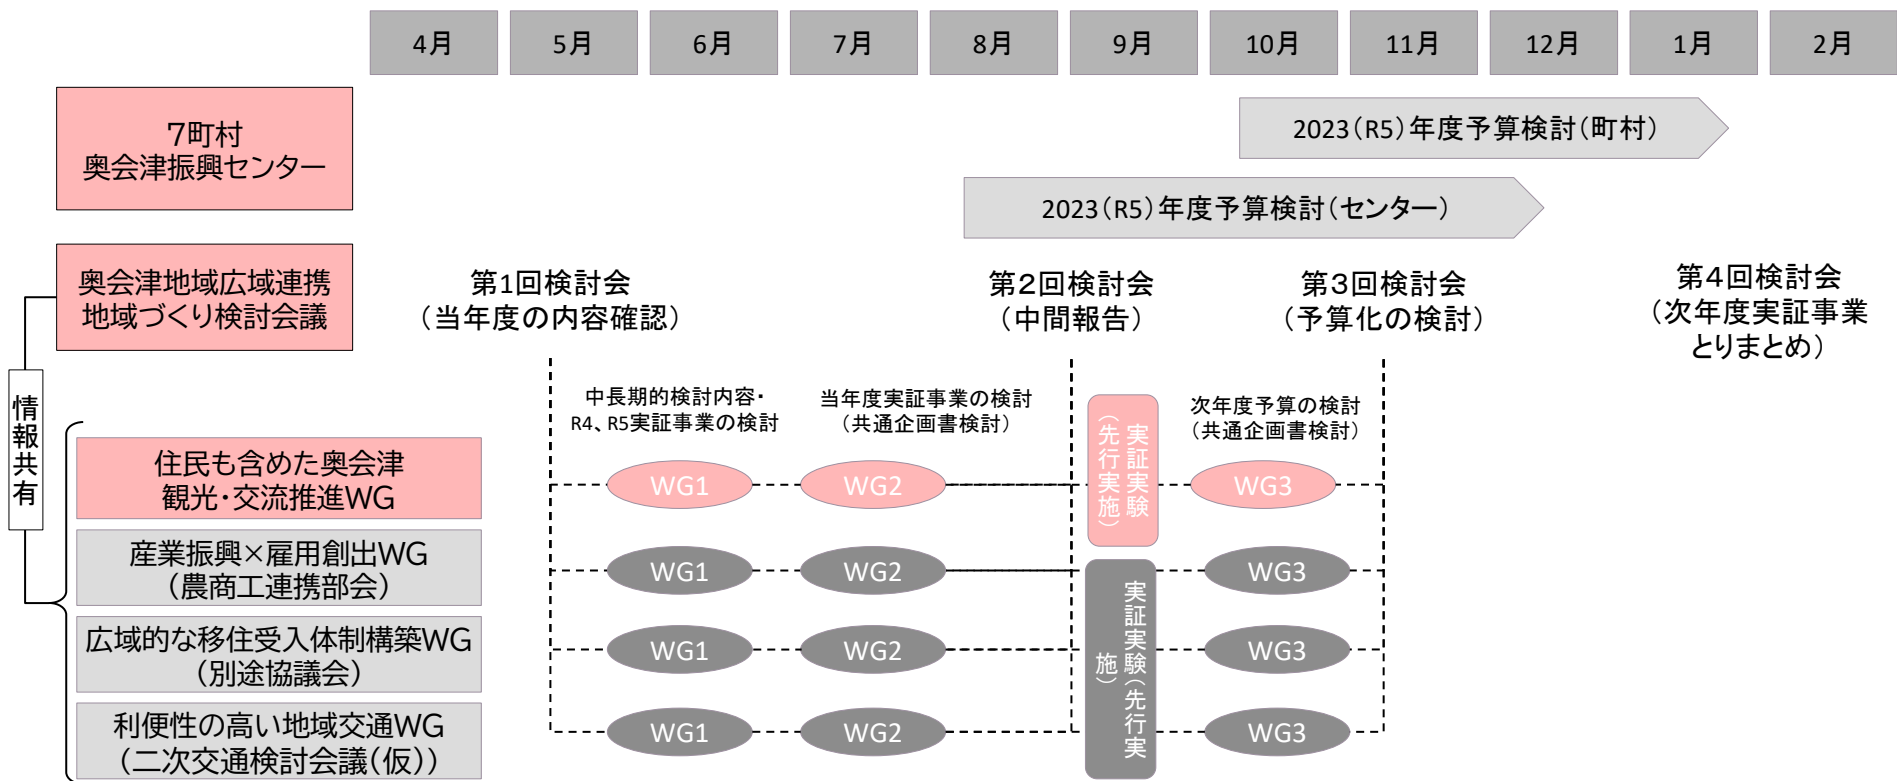 4月
5月
6月
7月
8月
9月
10月
11月
12月
1月
2月
7町村
奥会津振興センター
2023（R5）年度予算検討（町村）
2023（R5）年度予算検討（センター）
奥会津地域広域連携
地域づくり検討会議
第1回検討会
（当年度の内容確認）
第２回検討会
（中間報告）
第３回検討会
（予算化の検討）
第４回検討会
（次年度実証事業
とりまとめ）
情報共有
中長期的検討内容・
R4、R5実証事業の検討
当年度実証事業の検討
（共通企画書検討）
次年度予算の検討
（共通企画書検討）
住民も含めた奥会津
観光・交流推進WG
WG1
WG2
実証実験
（先行実施）
WG3
産業振興×雇用創出WG
（農商工連携部会）
WG1
WG2
WG3
広域的な移住受入体制構築WG
（別途協議会）
WG1
WG2
実証実験（先行実
施）
WG3
利便性の高い地域交通WG
（二次交通検討会議（仮））
WG1
WG2
WG3